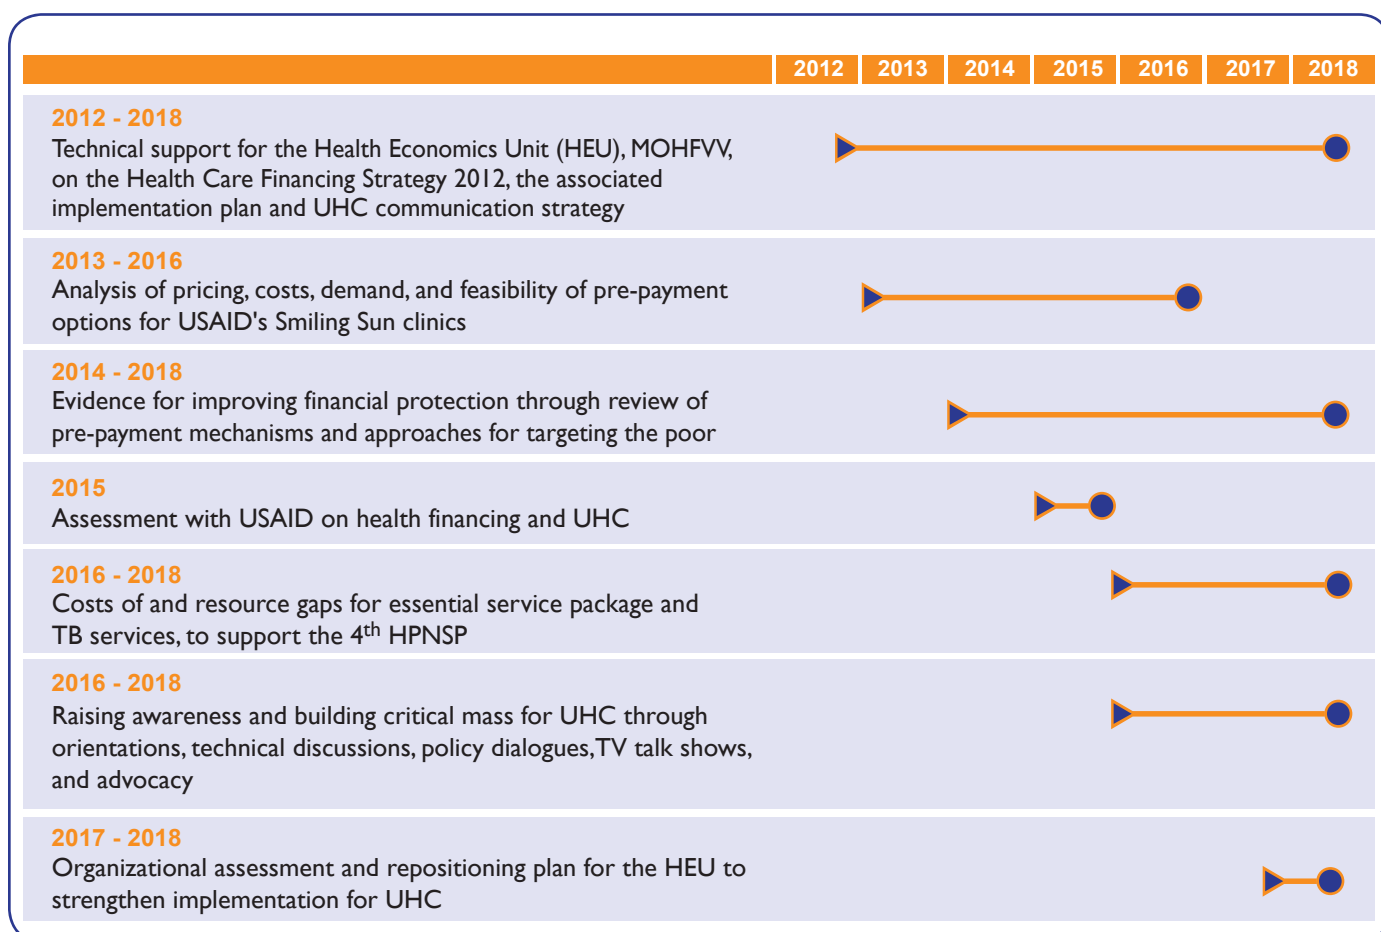 2012 2013 2014 2015 2016 2017 2018
2012 - 2018
Technical support for the Health Economics Unit (HEU), MOHFVV,
on the Health Care Financing Strategy 2012, the associated
implementation plan and UHC communication strategy
2013 - 2016
Analysis of pricing, costs, demand, and feasibility of pre-payment
options for USAID's Smiling Sun clinics
2014 - 2018
Evidence for improving financial protection through review of
pre-payment mechanisms and approaches for targeting the poor
2015
Assessment with USAID on health financing and UHC
2016 - 2018
Costs of and resource gaps for essential service package and
TB services, to support the 4th HPNSP
2016 - 2018
Raising awareness and building critical mass for UHC through
orientations, technical discussions, policy dialogues,TV talk shows,
and advocacy
2017 - 2018
Organizational assessment and repositioning plan for the HEU to
strengthen implementation for UHC